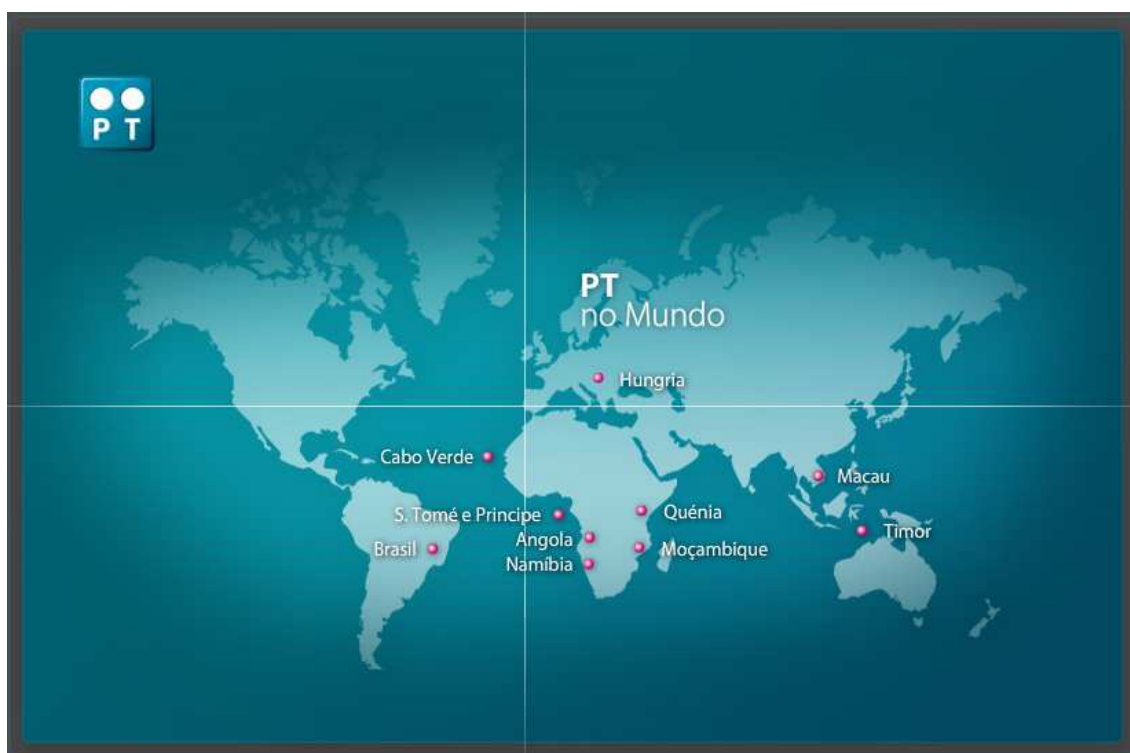 PT
PT
no Mundo
Hungria
Cabo Verde
Macau
S. Tomé e Principe
Quénia
Timor
Angola
Brasil
Moçambique
Namíbia